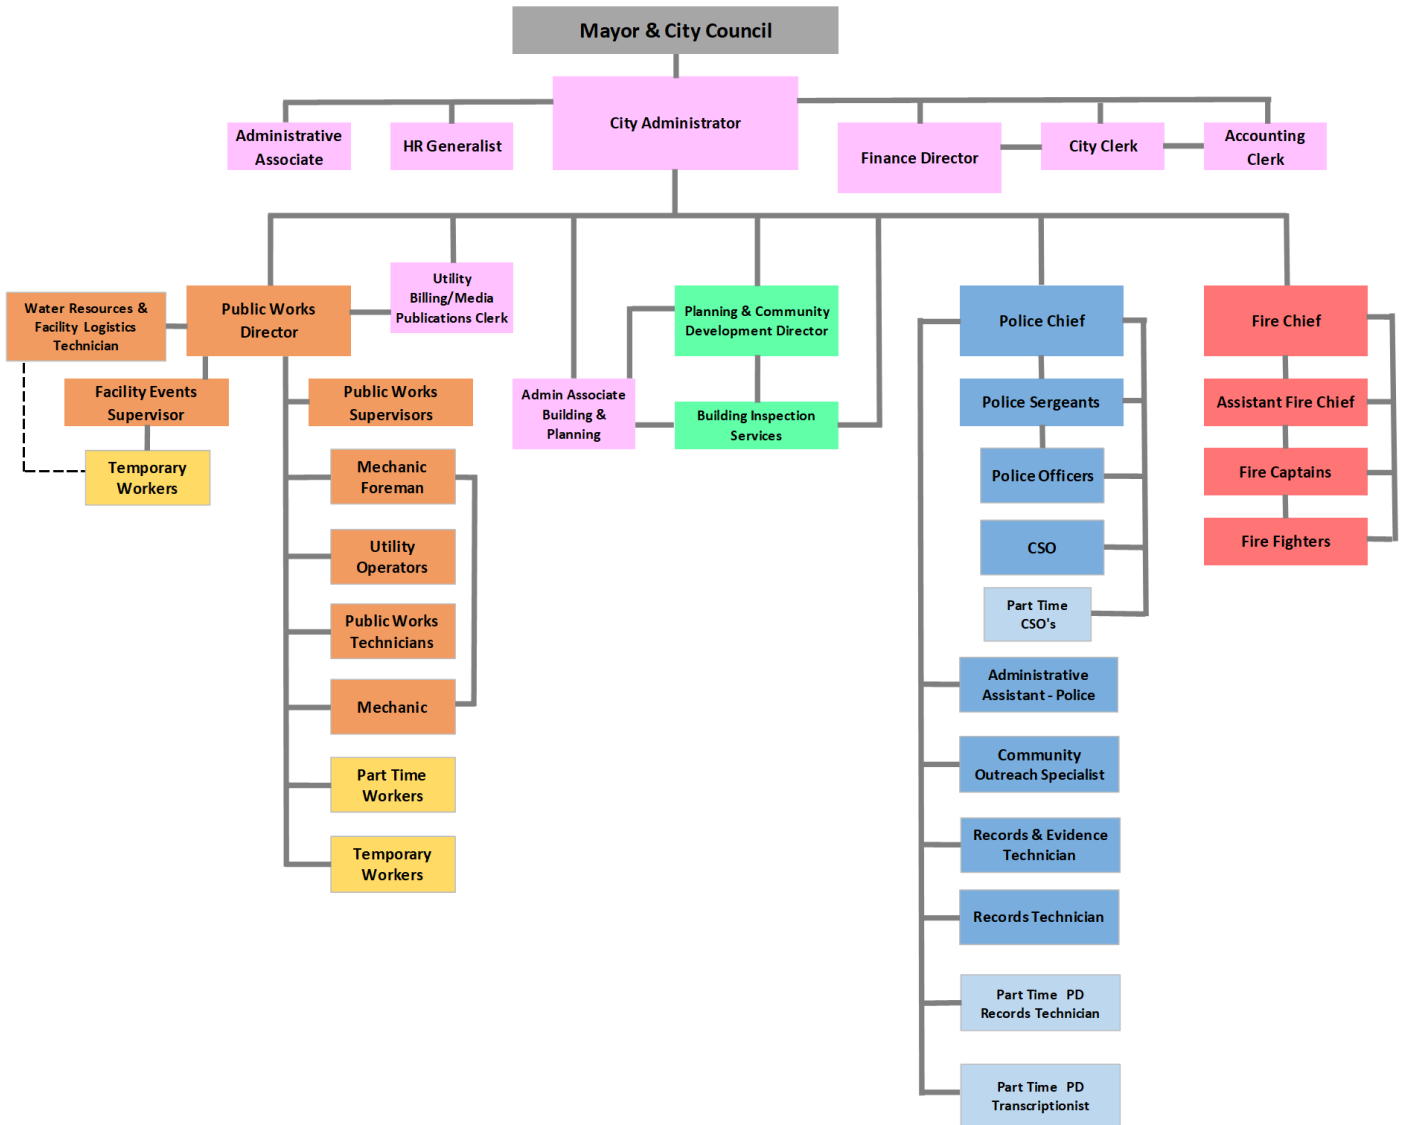 Mayor & City Council
City Administrator
Administrative
Associate
HR Generalist
Finance Director
City Clerk
Accounting
Clerk
Water Resources &
Facility Logistics
Technician
Public Works
Director
Utility
Billing/Media
Publications Clerk
Facility Events
Supervisor
Temporary
Workers
Public Works
Supervisors
Mechanic
Foreman
Utility
Operators
Public Works
Technicians
Mechanic
Part Time
Workers
Temporary
Workers
Admin Associate
Building &
Planning
Planning & Community
Development Director
Building Inspection
Services
Police Chief
Police Sergeants
Police Officers
CSO
Part Time
CSO's
Administrative
Assistant - Police
Community
Outreach Specialist
Records & Evidence
Technician
Records Technician
Part Time PD
Records Technician
Part Time PD
Transcriptionist
Fire Chief
Assistant Fire Chief
Fire Captains
Fire Fighters